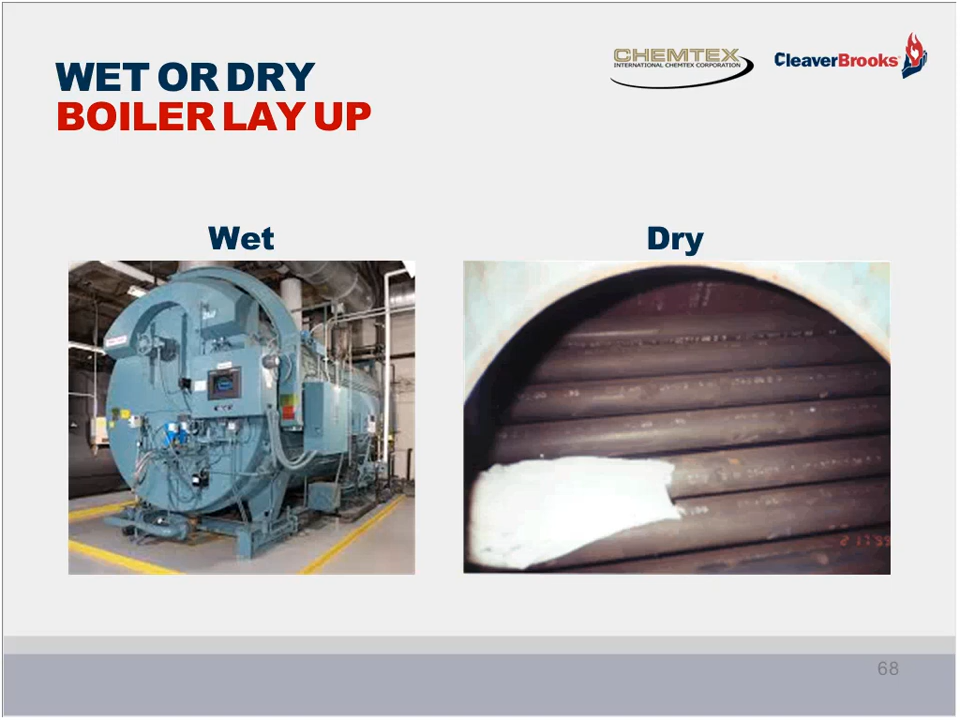 WET OR DRY
BOILER LAY UP
CHEMTEX
INTERNATIONAL CHEMTEX CORPORATION
CleaverBrooks
Wet
Dry
68